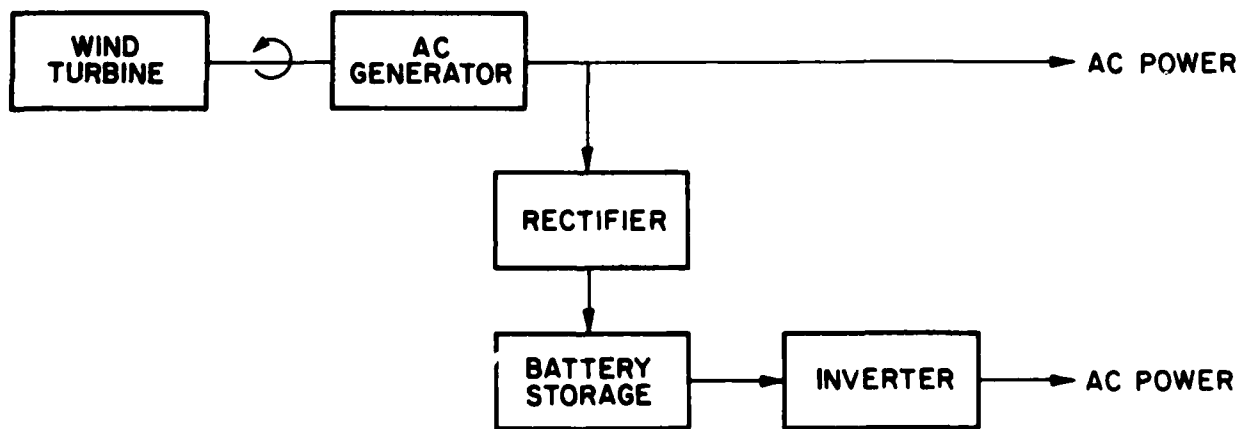 WIND
TURBINE
AC
GENERATOR
AC POWER
RECTIFIER
BATTERY
STORAGE
INVERTER
AC POWER